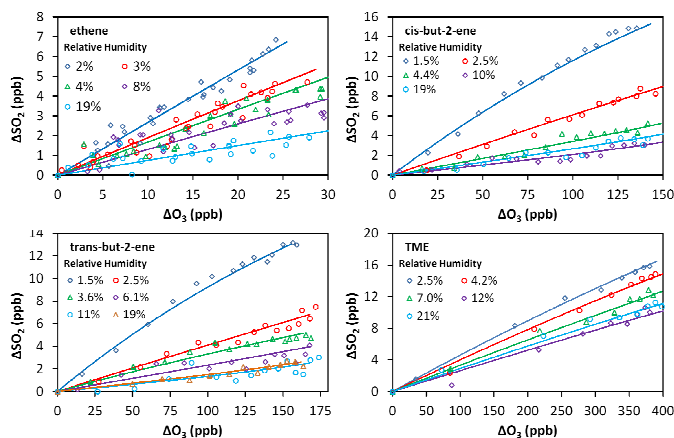 ethene
Relative Humidity
2% 3%
4% 8%
19%
ΔSO2 (ppb)
8
7
6
5
4
3
2
1
0
0 5 10 15 20 25 30
ΔO3 (ppb)
cis-but-2-ene
Relative Humidity
1.5% 2.5%
4.4% 10%
19%
ΔSO2 (ppb)
16
14
12
10
8
6
4
2
0
0 25 50 75 100 125 150
ΔO3 (ppb)
trans-but-2-ene
Relative Humidity
1.5% 2.5%
3.6% 6.1%
11% 19%
ΔSO2 (ppb)
14
12
10
8
6
4
2
0
0 25 50 75 100 125 150 175
ΔO3 (ppb)
TME
Relative Humidity
2.5% 4.2%
7.0% 12%
21%
ΔSO2 (ppb)
20
16
12
8
4
0
0 50 100 150 200 250 300 350 400
ΔO3 (ppb)